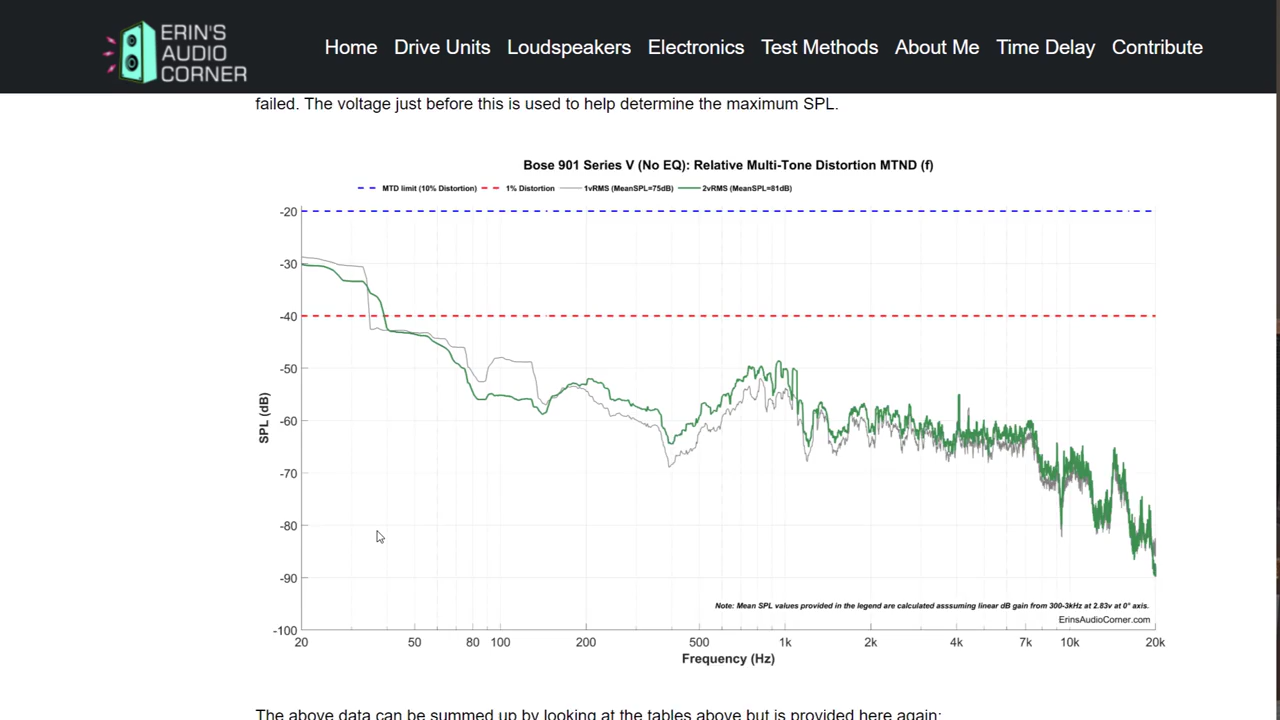 ERIN'S
AUDIO
CORNER
Home Drive Units Loudspeakers Electronics Test Methods About Me Time Delay Contribute
failed. The voltage just before this is used to help determine the maximum SPL.
Bose 901 Series V (No EQ): Relative Multi-Tone Distortion MTND (f)
MTD limit (10% Distortion) 1% Distortion 1vRMS (MeanSPL=75dB) 2vRMS (MeanSPL=81dB)
-20
-30
-40
-50
-60
-70
-80
-90
-100
SPL (dB)
Note: Mean SPL values provided in the legend are calculated asssuming linear dB gain from 300-3kHz at 2.83v at 0° axis.
ErinsAudioCorner.com
20 50 80 100 200 500 1k 2k 4k 7k 10k 20k
Frequency (Hz)
The above data can be summed up by looking at the tables above but is provided here again: